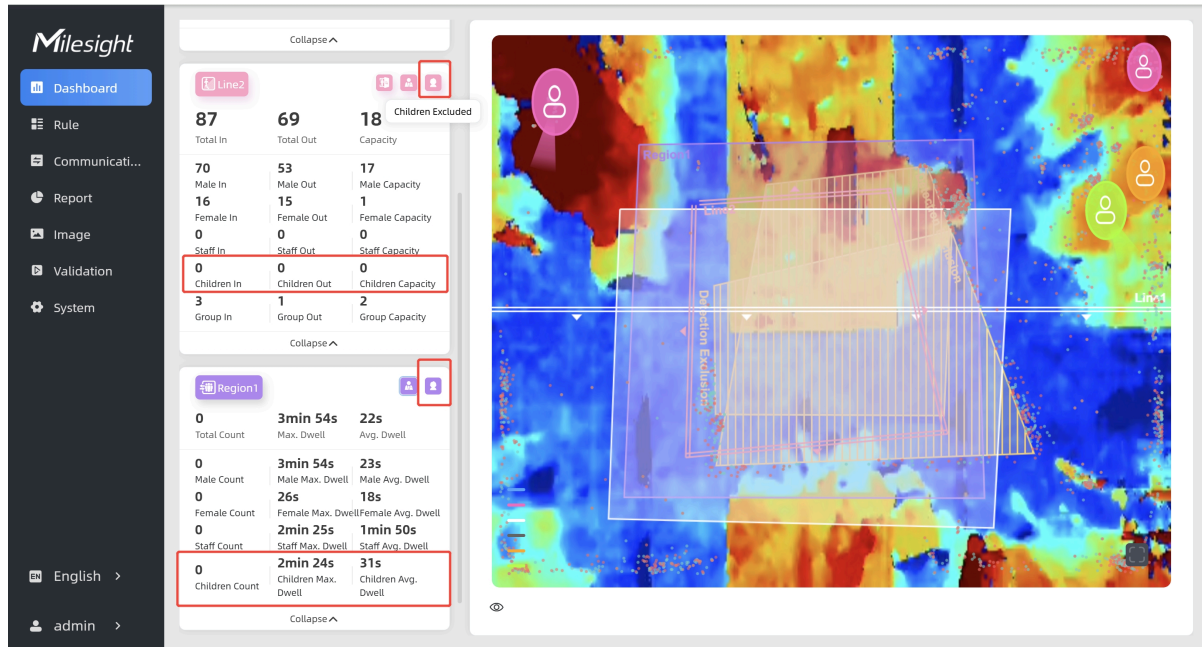 Milesight
Dashboard
Rule
Communicati...
Report
Image
Validation
System
EN English >
admin >
Collapse
Line2
Children Excluded
87 69 18
Total In Total Out Capacity
70 53 17
Male In Male Out Male Capacity
16 15 1
Female In Female Out Female Capacity
0 0 0
Staff In Staff Out Staff Capacity
0 0 0
Children In Children Out Children Capacity
3 1 2
Group In Group Out Group Capacity
Collapse
Region1
0 3min 54s 22s
Total Count Max. Dwell Avg. Dwell
0 3min 54s 23s
Male Count Male Max. Dwell Male Avg. Dwell
0 26s 18s
Female Count Female Max. Dwell Female Avg. Dwell
0 2min 25s 1min 50s
Staff Count Staff Max. Dwell Staff Avg. Dwell
0 2min 24s 31s
Children Count Children Max. Children Avg.
Dwell Dwell
Collapse
Region1
Line1
Detection Exclusion